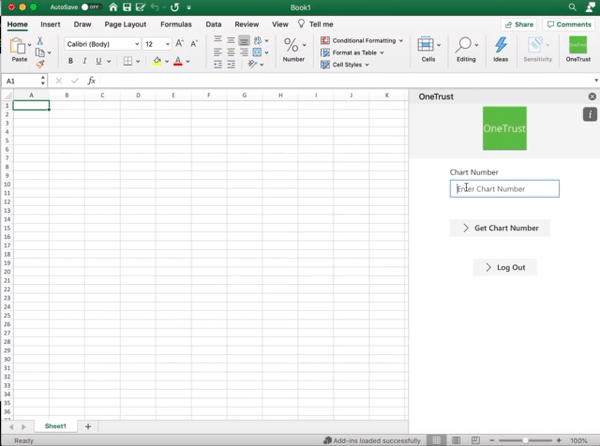 AutoSave OFF
Book1
Home Insert Draw Page Layout Formulas Data Review View Tell me
Share Comments
Paste
Calibri (Body) 12 A^ A˅
B I U A
Number
Conditional Formatting
Format as Table
Cell Styles
Cells
Editing
Ideas
Sensitivity
OneTrust
A1 fx
A B C D E F G H I J K
1
2
3
4
5
6
7
8
9
10
11
12
13
14
15
16
17
18
19
20
21
22
23
24
25
26
27
28
29
30
31
32
33
34
35
36
OneTrust
OneTrust
i
Chart Number
Enter Chart Number
Get Chart Number
Log Out
Sheet1
Ready
Add-ins loaded successfully
100%